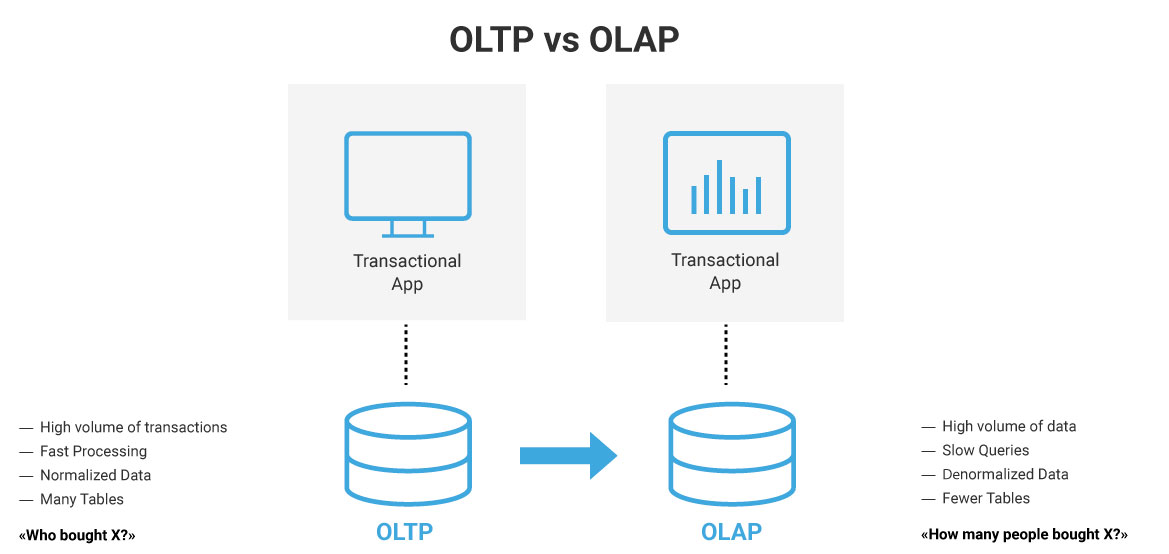 OLTP vs OLAP
Transactional
App
Transactional
App
— High volume of transactions
— Fast Processing
— Normalized Data
— Many Tables
«Who bought X?»
OLTP
OLAP
— High volume of data
— Slow Queries
— Denormalized Data
— Fewer Tables
«How many people bought X?»